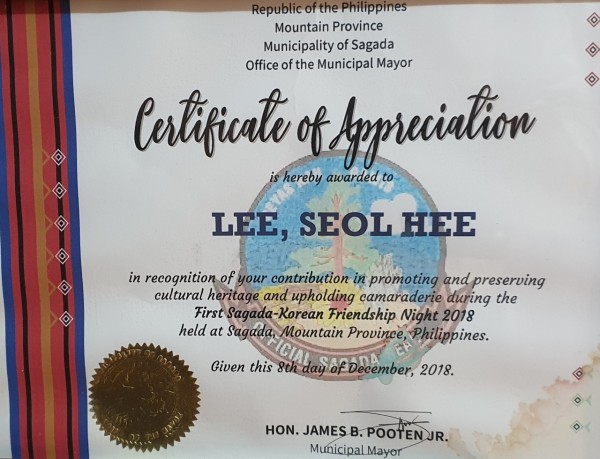 Republic of the Philippines
Mountain Province
Municipality of Sagada
Office of the Municipal Mayor
Certificate of Appreciation
is hereby awarded to
LEE, SEOL HEE
in recognition of your contribution in promoting and preserving
cultural heritage and upholding camaraderie during the
First Sagada-Korean Friendship Night 2018
held at Sagada, Mountain Province, Philippines.
OFFICIAL SAGADA
Given this 8th day of December, 2018.
HON. JAMES B. POOTEN JR.
Municipal Mayor